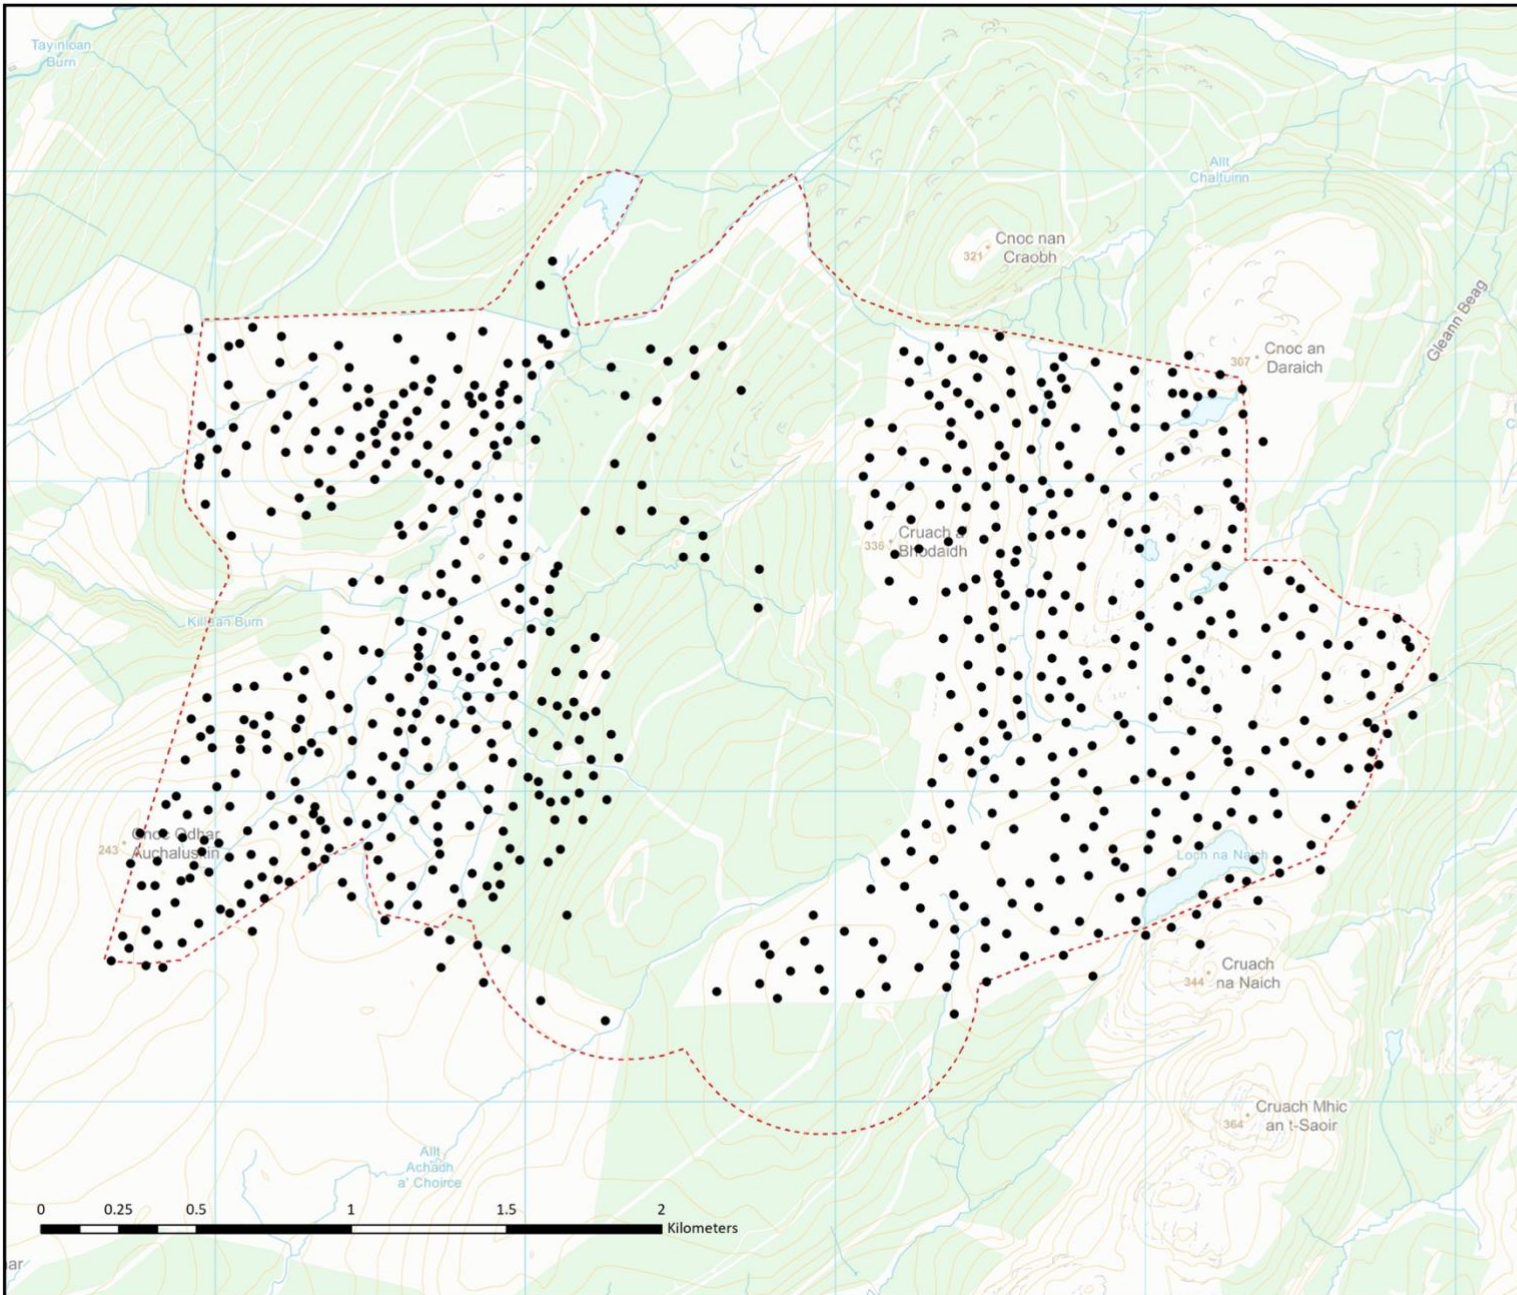 Tayinloan
Burn
Allt
Chaltuinn
Cnoc nan
Craobh
321
Gleann Beag
Cnoc an
Daraich
307
Cruach a'
Bhodaidh
336
Killean Burn
Cnoc Odhar
Auchaluskin
243
Loch na Naich
Cruach
na Naich
344
Cruach Mhic
an t-Saoir
364
Allt
Achadh
a' Choirce
0 0.25 0.5 1 1.5 2
Kilometers
ar